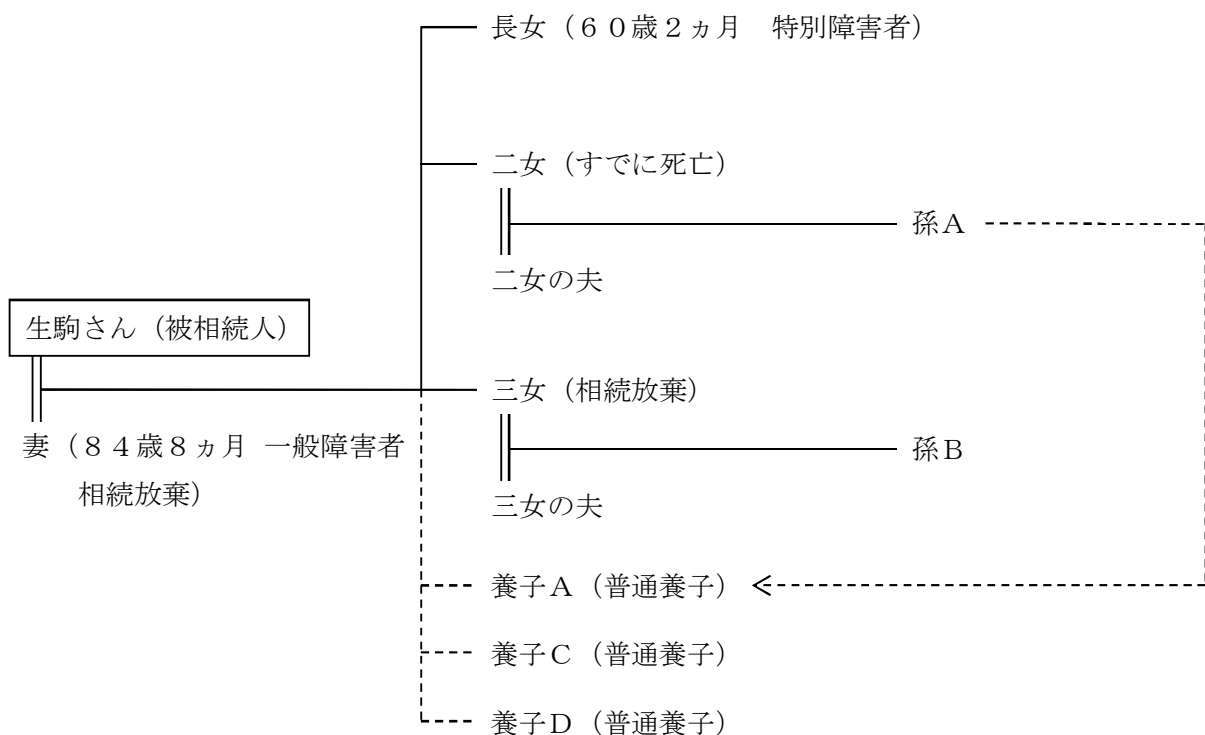 長女（６０歳２ヵ月　特別障害者）
二女（すでに死亡）
孫Ａ
二女の夫
生駒さん（被相続人）
三女（相続放棄）
妻（８４歳８ヵ月 一般障害者
相続放棄）
孫Ｂ
三女の夫
養子Ａ（普通養子）
養子Ｃ（普通養子）
養子Ｄ（普通養子）